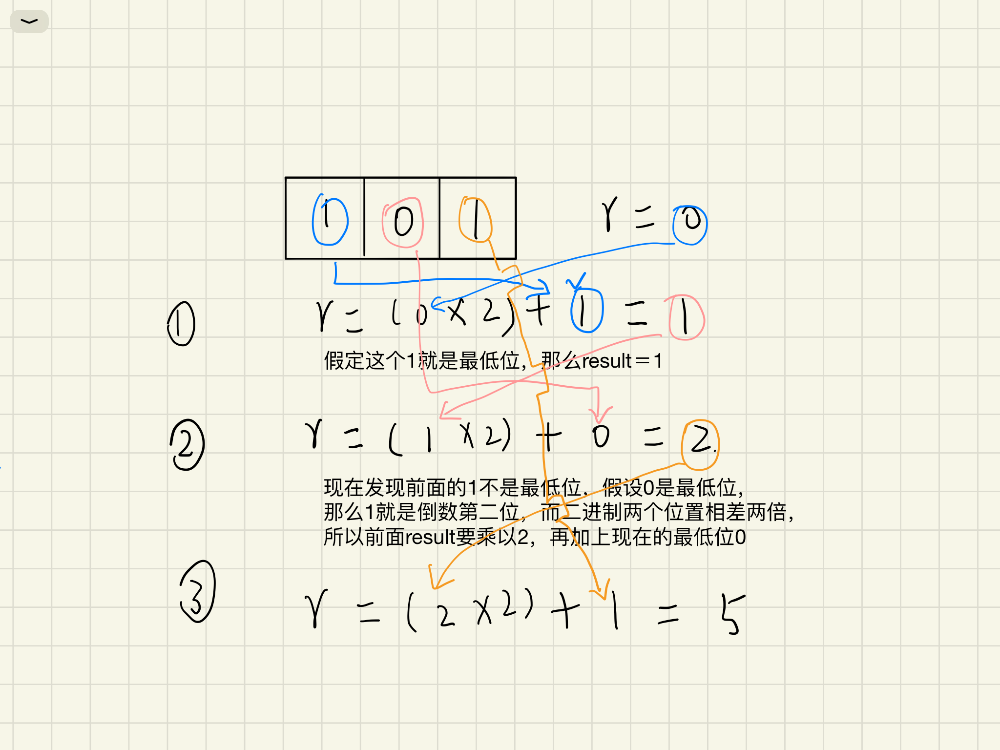 1 0 1 r = 0
① r = (0 × 2) + 1 = 1
假定这个1就是最低位，那么result＝1
② r = (1 × 2) + 0 = 2.
现在发现前面的1不是最低位，假设0是最低位，
那么1就是倒数第二位，而二进制两个位置相差两倍，
所以前面result要乘以2，再加上现在的最低位0
③ r = (2 × 2) + 1 = 5